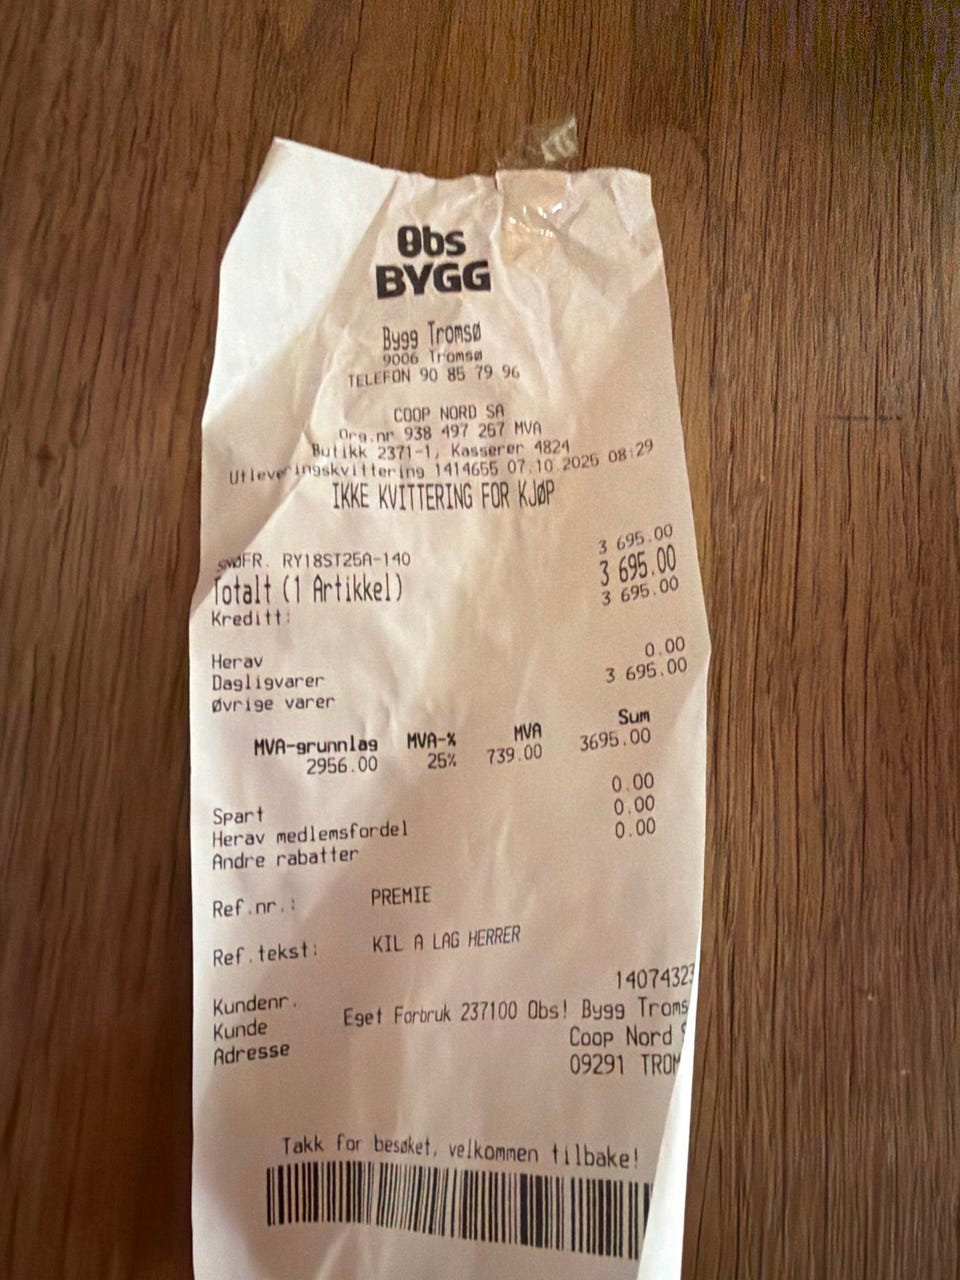 Obs
BYGG
Bygg Tromsø
9006 Tromsø
TELEFON 90 85 79 96
COOP NORD SA
Org.nr 938 497 257 MVA
Butikk 2371-1, Kasserer 4824
Utleveringskvittering 1414655 07.10.2025 08:29
IKKE KVITTERING FOR KJØP
SNØFR. RY18ST25A-140 3 695.00
Totalt (1 Artikkel) 3 695.00
Kreditt: 3 695.00
Herav
Dagligvarer 0.00
Øvrige varer 3 695.00
MVA-grunnlag MVA-% MVA Sum
2956.00 25% 739.00 3695.00
Spart 0.00
Herav medlemsfordel 0.00
Andre rabatter 0.00
Ref.nr.: PREMIE
Ref.tekst: KIL A LAG HERRER
Kundenr. 14074323
Kunde Eget Forbruk 237100 Obs! Bygg Troms
Adresse Coop Nord S
09291 TROM
Takk for besøket, velkommen tilbake!